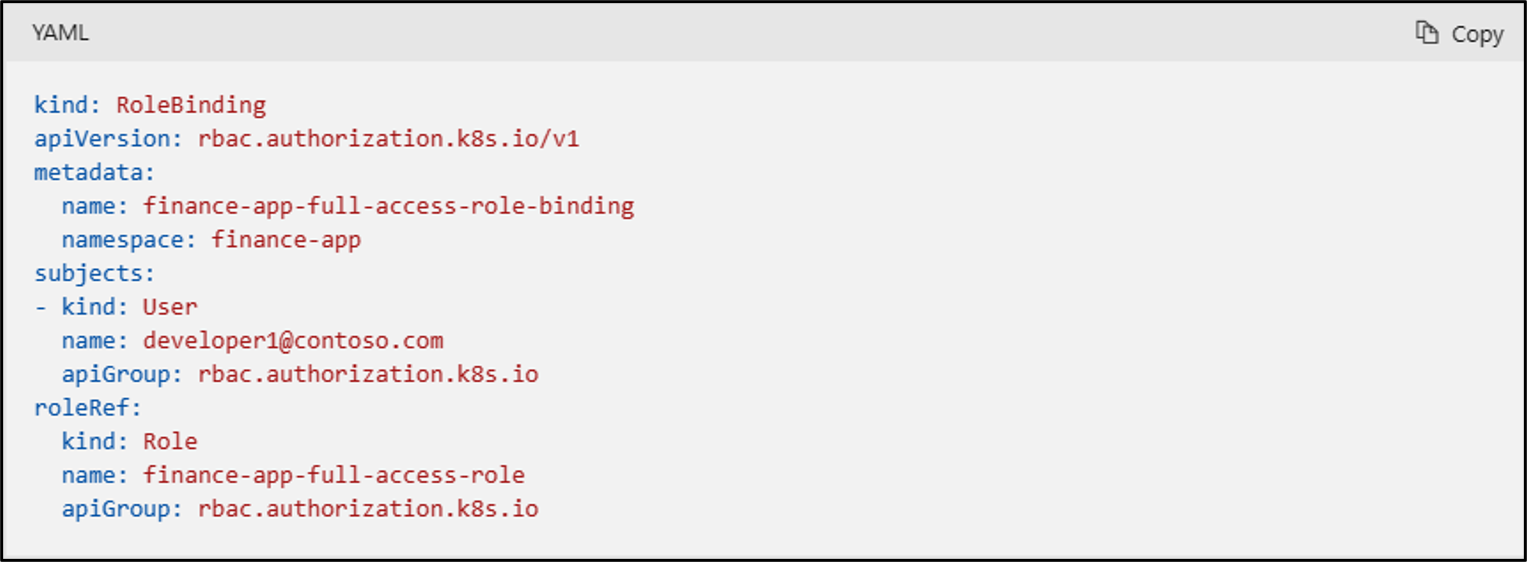 YAML
Copy
kind: RoleBinding
apiVersion: rbac.authorization.k8s.io/v1
metadata:
  name: finance-app-full-access-role-binding
  namespace: finance-app
subjects:
- kind: User
  name: developer1@contoso.com
  apiGroup: rbac.authorization.k8s.io
roleRef:
  kind: Role
  name: finance-app-full-access-role
  apiGroup: rbac.authorization.k8s.io